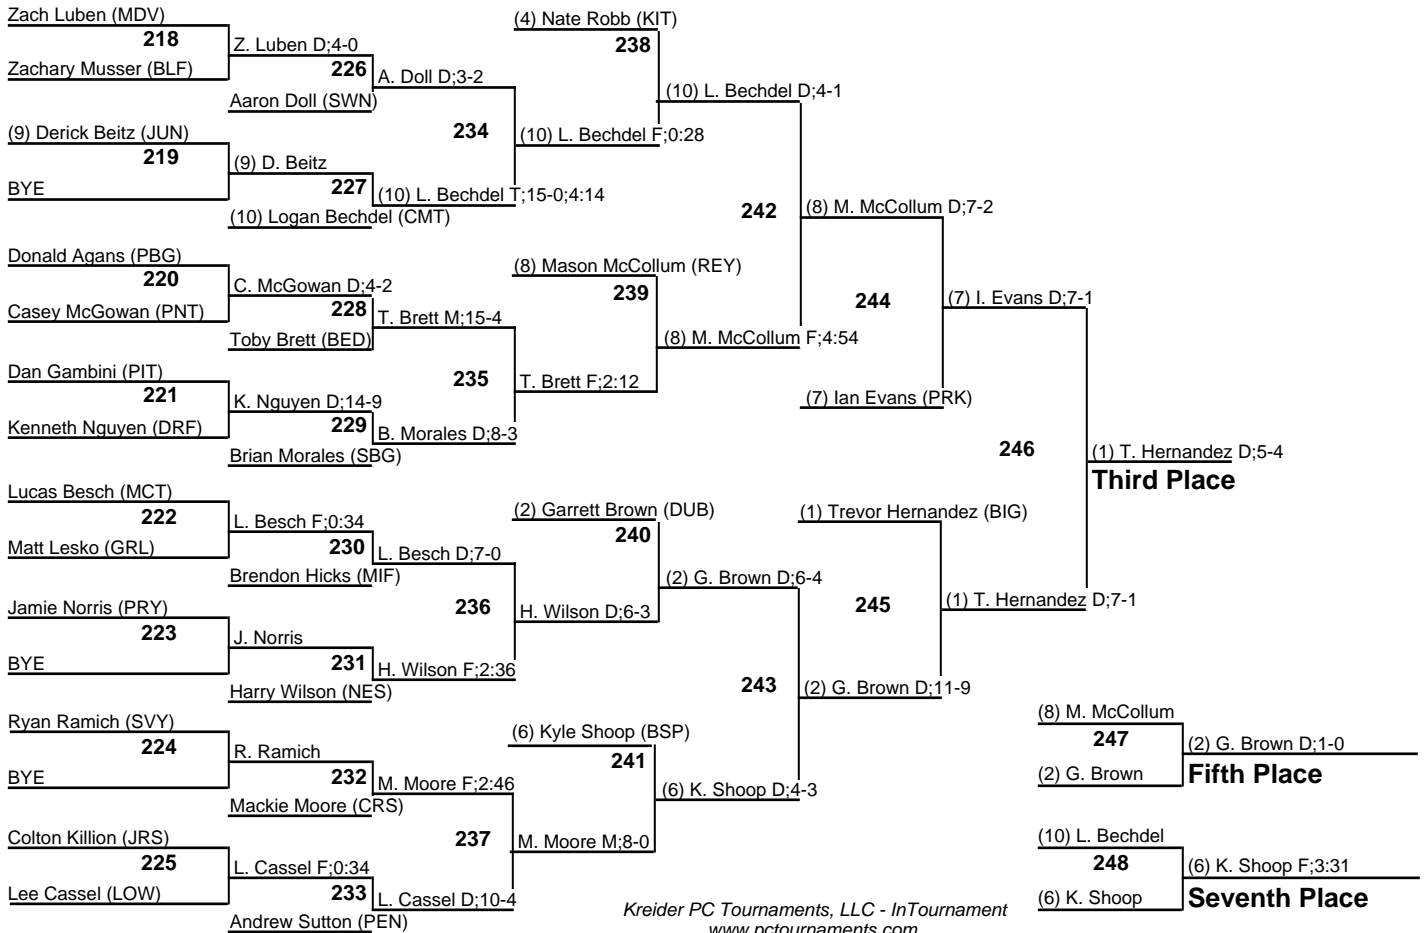 Zach Luben (MDV)
218
Zachary Musser (BLF)
(9) Derick Beitz (JUN)
219
BYE
Donald Agans (PBG)
220
Casey McGowan (PNT)
Dan Gambini (PIT)
221
Kenneth Nguyen (DRF)
Lucas Besch (MCT)
222
Matt Lesko (GRL)
Jamie Norris (PRY)
223
BYE
Ryan Ramich (SVY)
224
BYE
Colton Killion (JRS)
225
Lee Cassel (LOW)
Z. Luben D;4-0
226
Aaron Doll (SWN)
(9) D. Beitz
227
(10) Logan Bechdel (CMT)
C. McGowan D;4-2
228
Toby Brett (BED)
K. Nguyen D;14-9
229
Brian Morales (SBG)
L. Besch F;0:34
230
Brendon Hicks (MIF)
J. Norris
231
Harry Wilson (NES)
R. Ramich
232
Mackie Moore (CRS)
L. Cassel F;0:34
233
Andrew Sutton (PEN)
A. Doll D;3-2
234
(10) L. Bechdel T;15-0;4:14
T. Brett M;15-4
235
B. Morales D;8-3
L. Besch D;7-0
236
H. Wilson F;2:36
M. Moore F;2:46
237
L. Cassel D;10-4
(4) Nate Robb (KIT)
238
(10) L. Bechdel F;0:28
(8) Mason McCollum (REY)
239
T. Brett F;2:12
(2) Garrett Brown (DUB)
240
H. Wilson D;6-3
(6) Kyle Shoop (BSP)
241
M. Moore M;8-0
(10) L. Bechdel D;4-1
242
(8) M. McCollum F;4:54
(2) G. Brown D;6-4
243
(6) K. Shoop D;4-3
(8) M. McCollum D;7-2
244
(7) Ian Evans (PRK)
(1) Trevor Hernandez (BIG)
245
(2) G. Brown D;11-9
(7) I. Evans D;7-1
246
(1) T. Hernandez D;7-1
(1) T. Hernandez D;5-4
Third Place
(8) M. McCollum
247
(2) G. Brown
(2) G. Brown D;1-0
Fifth Place
(10) L. Bechdel
248
(6) K. Shoop
(6) K. Shoop F;3:31
Seventh Place
Kreider PC Tournaments, LLC - InTournament
www.pctournaments.com